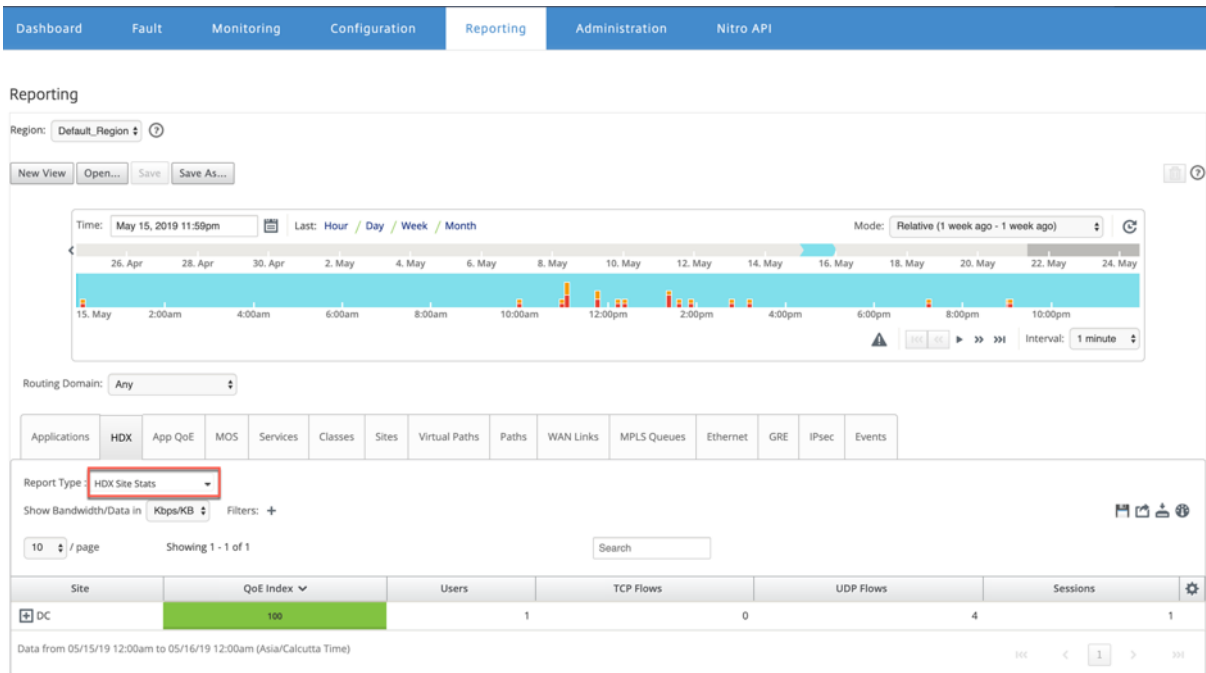 Dashboard Fault Monitoring Configuration Reporting Administration Nitro API
Reporting
Region: Default_Region ?
New View Open... Save Save As... ?
Time: May 15, 2019 11:59pm Last: Hour / Day / Week / Month Mode: Relative (1 week ago - 1 week ago)
26. Apr 28. Apr 30. Apr 2. May 4. May 6. May 8. May 10. May 12. May 14. May 16. May 18. May 20. May 22. May 24. May
15. May 2:00am 4:00am 6:00am 8:00am 10:00am 12:00pm 2:00pm 4:00pm 6:00pm 8:00pm 10:00pm
Interval: 1 minute
Routing Domain: Any
Applications HDX App QoE MOS Services Classes Sites Virtual Paths Paths WAN Links MPLS Queues Ethernet GRE IPsec Events
Report Type : HDX Site Stats
Show Bandwidth/Data in Kbps/KB Filters: +
10 / page Showing 1 - 1 of 1 Search
Site QoE Index Users TCP Flows UDP Flows Sessions
DC 100 1 0 4 1
Data from 05/15/19 12:00am to 05/16/19 12:00am (Asia/Calcutta Time) 1